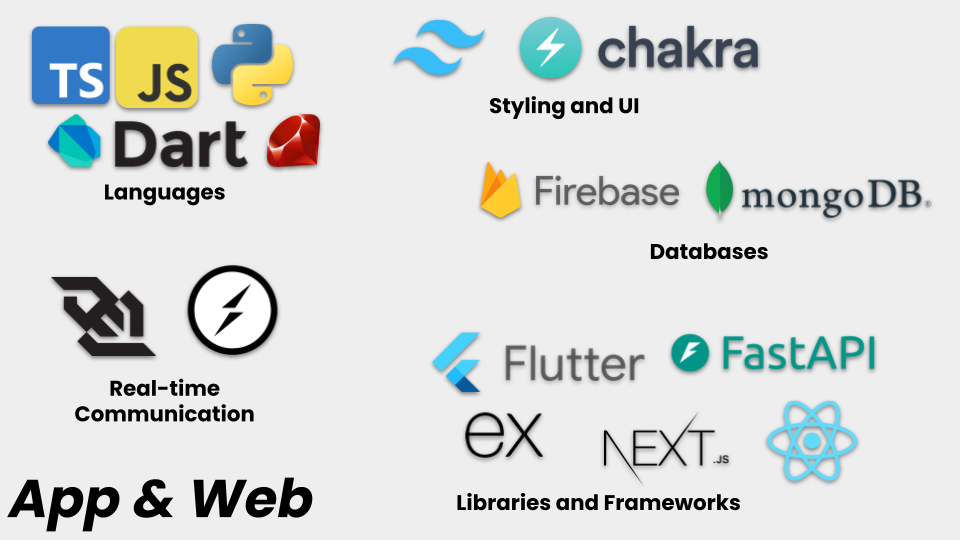 TS JS
Dart
Languages
chakra
Styling and UI
Firebase mongoDB®
Databases
Real-time
Communication
Flutter FastAPI
ex NEXT.JS
Libraries and Frameworks
App & Web